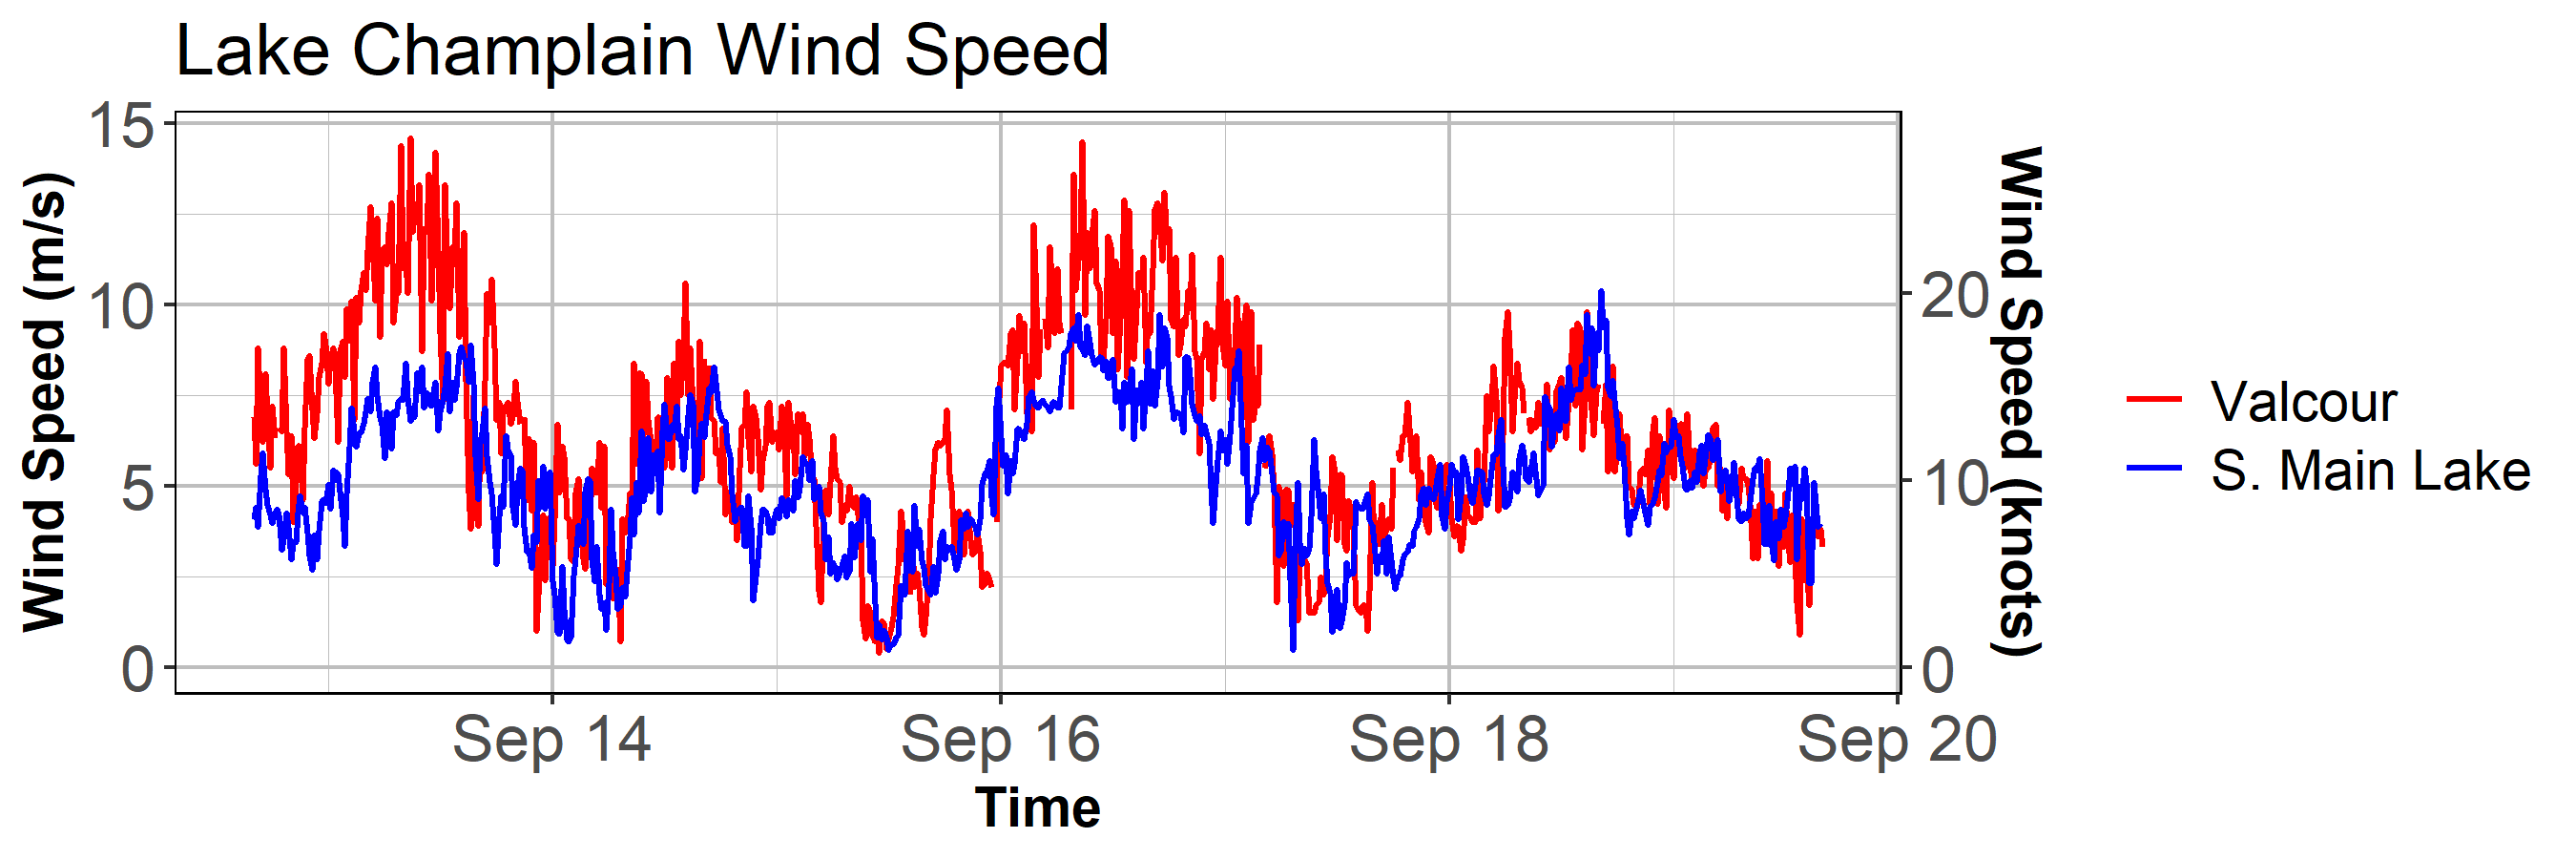 Lake Champlain Wind Speed
Wind Speed (m/s)
15
10
5
0
Sep 14
Sep 16
Sep 18
Sep 20
Time
20
10
0
Wind Speed (knots)
Valcour
S. Main Lake